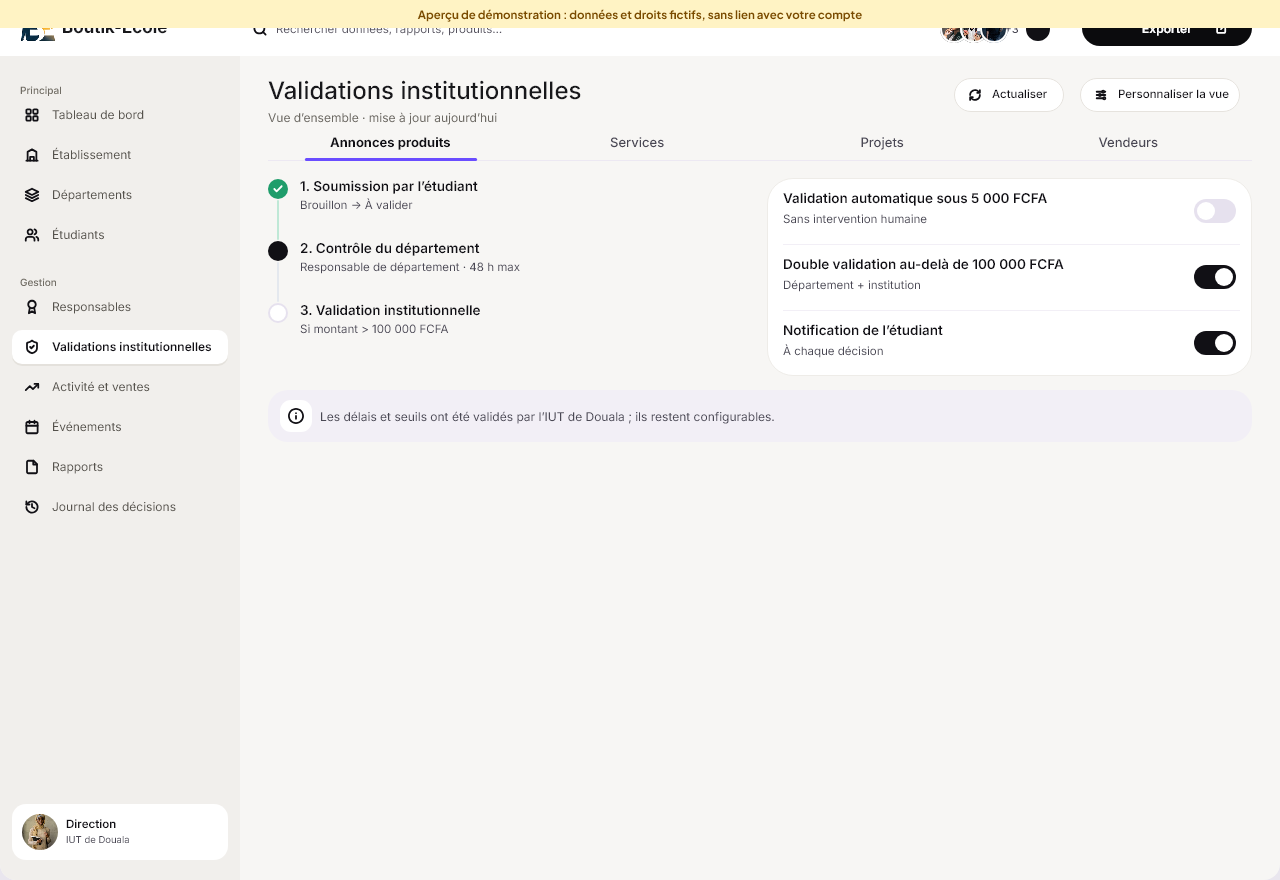 Aperçu de démonstration : données et droits fictifs, sans lien avec votre compte
Boutik-École
Rechercher données, rapports, produits…
+3
Exporter
Principal
Tableau de bord
Établissement
Départements
Étudiants
Gestion
Responsables
Validations institutionnelles
Activité et ventes
Événements
Rapports
Journal des décisions
Direction
IUT de Douala
Validations institutionnelles
Vue d’ensemble · mise à jour aujourd’hui
Actualiser
Personnaliser la vue
Annonces produits
Services
Projets
Vendeurs
1. Soumission par l’étudiant
Brouillon → À valider
2. Contrôle du département
Responsable de département · 48 h max
3. Validation institutionnelle
Si montant > 100 000 FCFA
Validation automatique sous 5 000 FCFA
Sans intervention humaine
Double validation au-delà de 100 000 FCFA
Département + institution
Notification de l’étudiant
À chaque décision
Les délais et seuils ont été validés par l’IUT de Douala ; ils restent configurables.